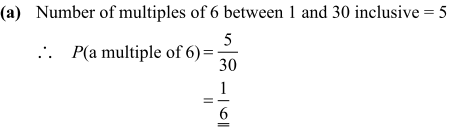 (a) Number of multiples of 6 between 1 and 30 inclusive = 5
∴ P(a multiple of 6) = 5/30
= 1/6